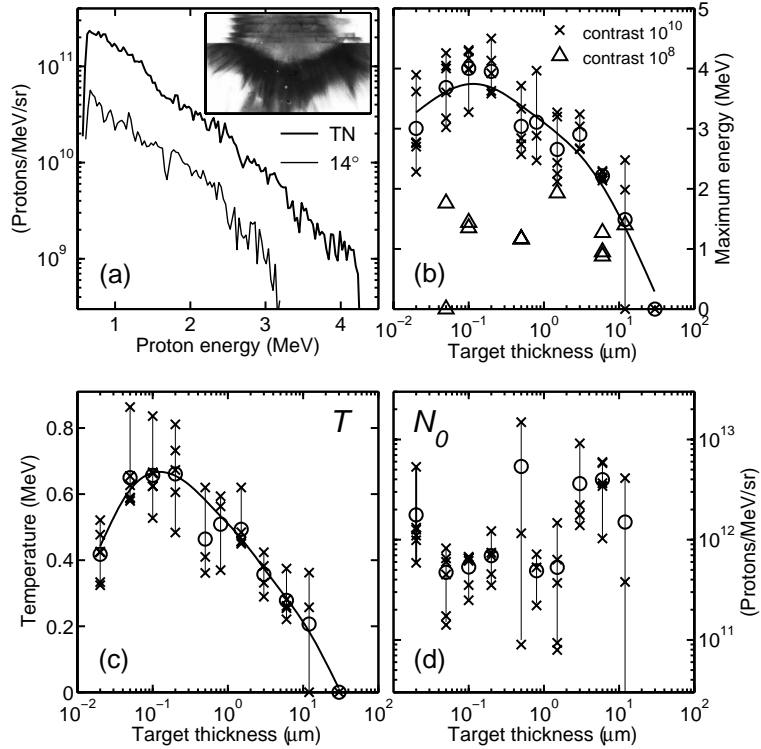 10^11
10^10
10^9
(Protons/MeV/sr)
TN
14°
(a)
1 2 3 4
Proton energy (MeV)
× contrast 10^10
△ contrast 10^8
5
4
3
2
1
0
Maximum energy (MeV)
(b)
10^−2 10^−1 10^0 10^1 10^2
Target thickness (μm)
0.8
0.6
0.4
0.2
0
Temperature (MeV)
T
(c)
10^−2 10^−1 10^0 10^1 10^2
Target thickness (μm)
N_0
10^13
10^12
10^11
(Protons/MeV/sr)
(d)
10^−2 10^−1 10^0 10^1 10^2
Target thickness (μm)